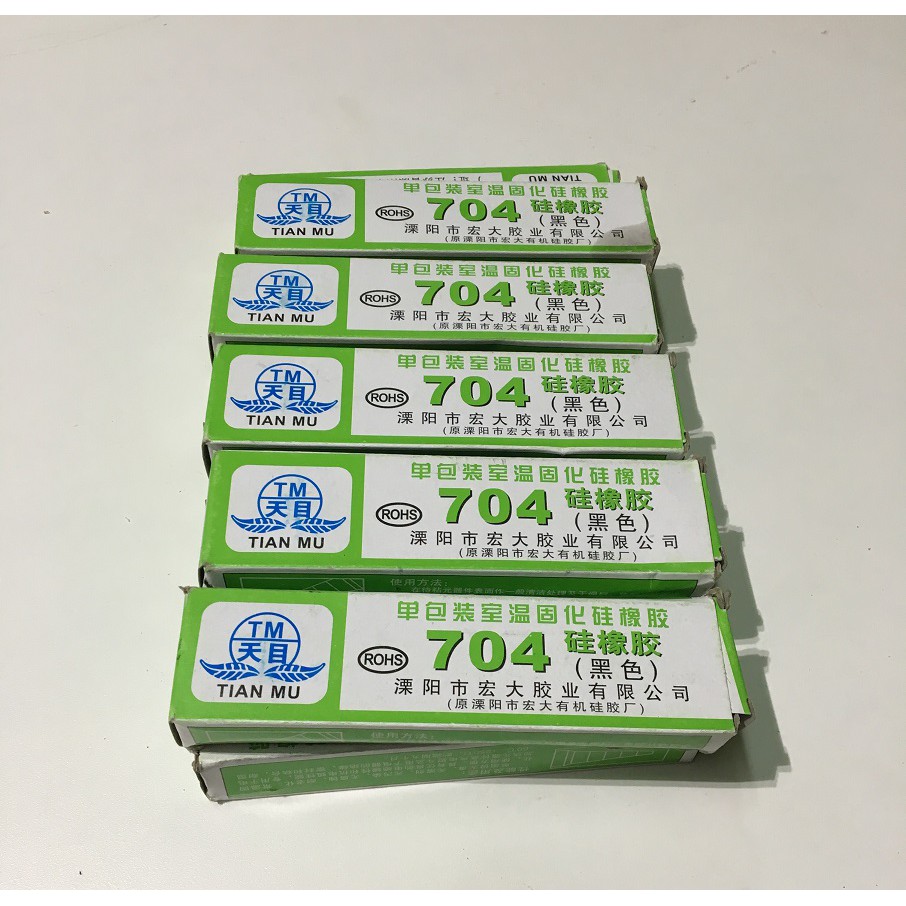 TIAN MU
TM
天目
TIAN MU
单包装室温固化硅橡胶
ROHS
704 硅橡胶
(黑色)
溧阳市宏大胶业有限公司
(原溧阳市宏大有机硅胶厂)
TM
天目
TIAN MU
单包装室温固化硅橡胶
ROHS
704 硅橡胶
(黑色)
溧阳市宏大胶业有限公司
(原溧阳市宏大有机硅胶厂)
TM
天目
TIAN MU
单包装室温固化硅橡胶
ROHS
704 硅橡胶
(黑色)
溧阳市宏大胶业有限公司
(原溧阳市宏大有机硅胶厂)
TM
天目
TIAN MU
单包装室温固化硅橡胶
ROHS
704 硅橡胶
(黑色)
溧阳市宏大胶业有限公司
(原溧阳市宏大有机硅胶厂)
使用方法:
TM
天目
TIAN MU
单包装室温固化硅橡胶
ROHS
704 硅橡胶
(黑色)
溧阳市宏大胶业有限公司
(原溧阳市宏大有机硅胶厂)
使用方法: